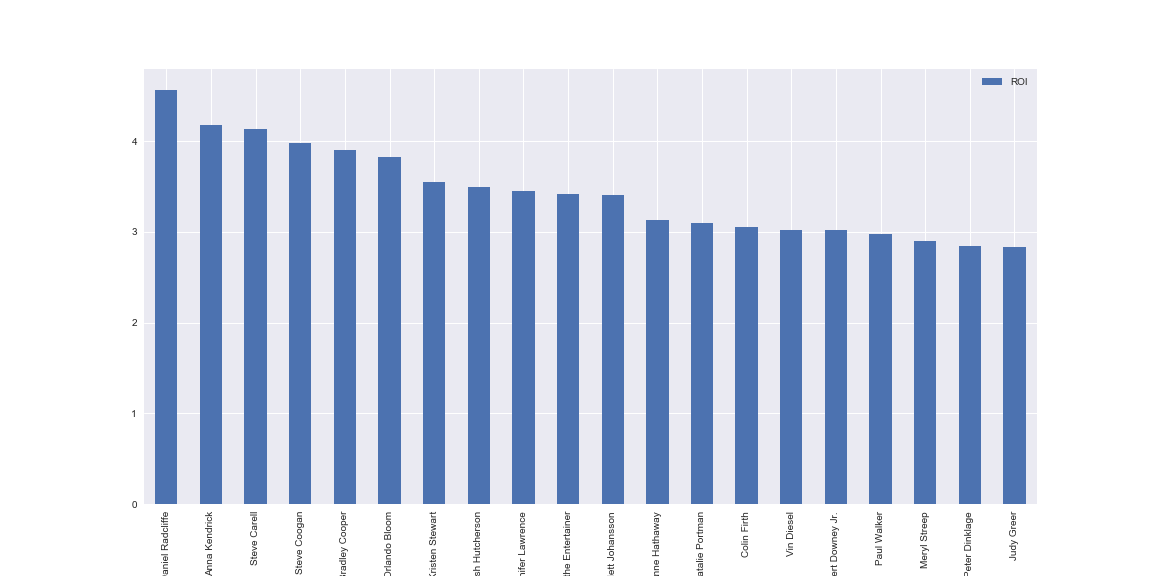 ROI
4
3
2
1
0
aniel Radcliffe
Anna Kendrick
Steve Carell
Steve Coogan
Bradley Cooper
Orlando Bloom
Kristen Stewart
sh Hutcherson
nifer Lawrence
the Entertainer
ett Johansson
nne Hathaway
atalie Portman
Colin Firth
Vin Diesel
ert Downey Jr.
Paul Walker
Meryl Streep
Peter Dinklage
Judy Greer